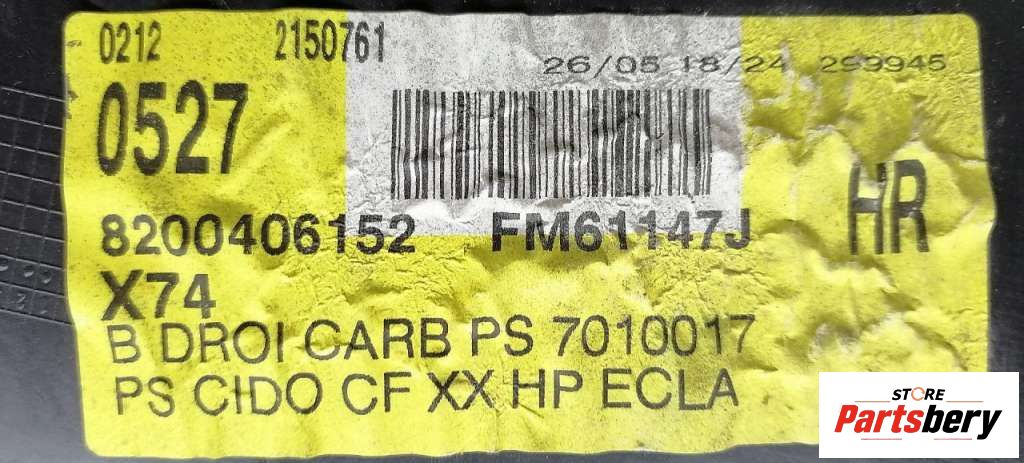 0212 2150761
26/05 18/24 299945
0527
HR
8200406152 FM61147J
X74
B DROI CARB PS 7010017
PS CIDO CF XX HP ECLA
STORE
Partsbery